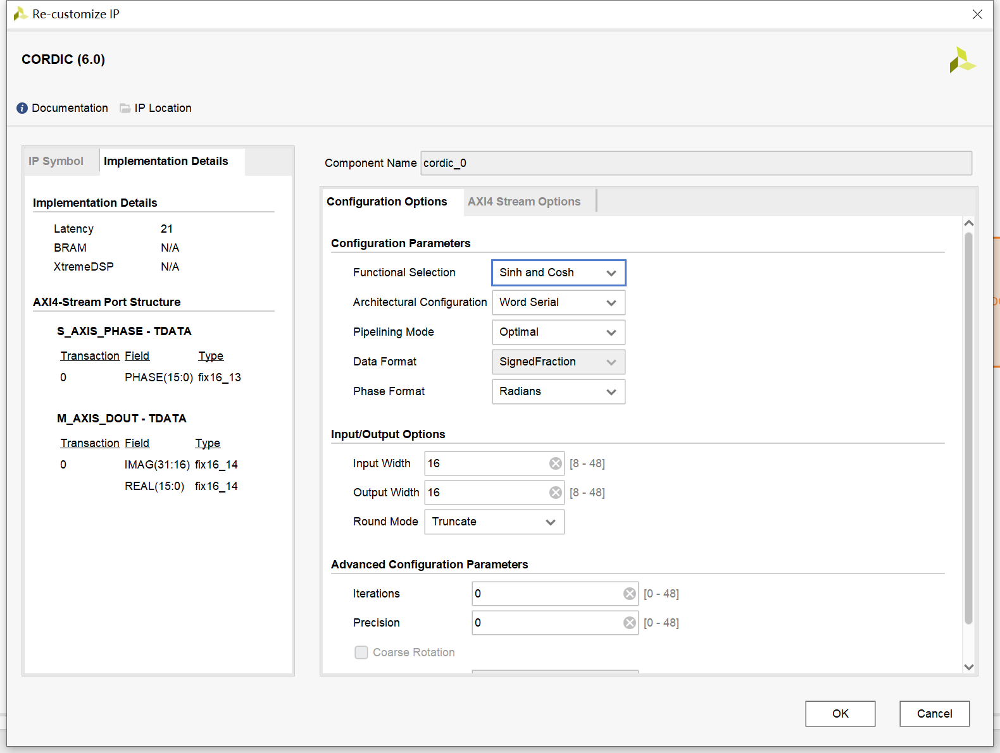 Re-customize IP
CORDIC (6.0)
Documentation IP Location
IP Symbol Implementation Details
Implementation Details
Latency 21
BRAM N/A
XtremeDSP N/A
AXI4-Stream Port Structure
S_AXIS_PHASE - TDATA
Transaction Field Type
0 PHASE(15:0) fix16_13
M_AXIS_DOUT - TDATA
Transaction Field Type
0 IMAG(31:16) fix16_14
REAL(15:0) fix16_14
Component Name cordic_0
Configuration Options AXI4 Stream Options
Configuration Parameters
Functional Selection Sinh and Cosh
Architectural Configuration Word Serial
Pipelining Mode Optimal
Data Format SignedFraction
Phase Format Radians
Input/Output Options
Input Width 16 [8 - 48]
Output Width 16 [8 - 48]
Round Mode Truncate
Advanced Configuration Parameters
Iterations 0 [0 - 48]
Precision 0 [0 - 48]
Coarse Rotation
OK Cancel